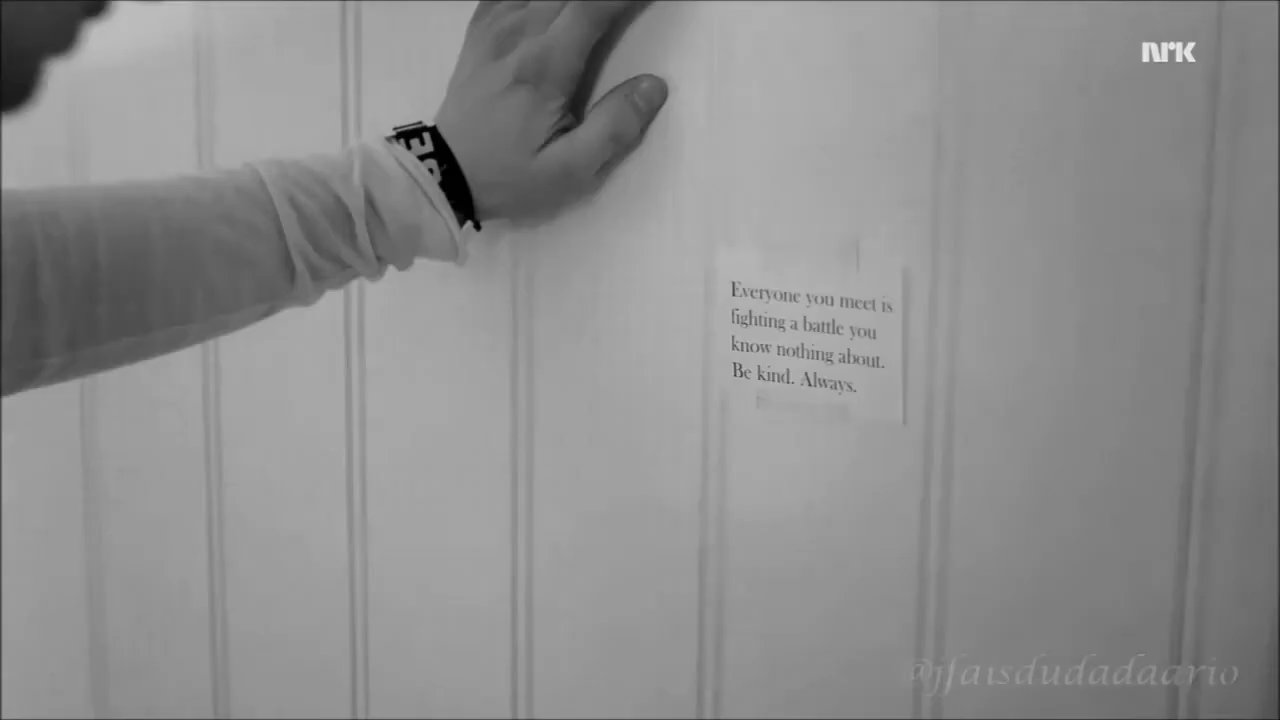 NRK
Everyone you meet is
fighting a battle you
know nothing about.
Be kind. Always.
@jfaisdudadaario